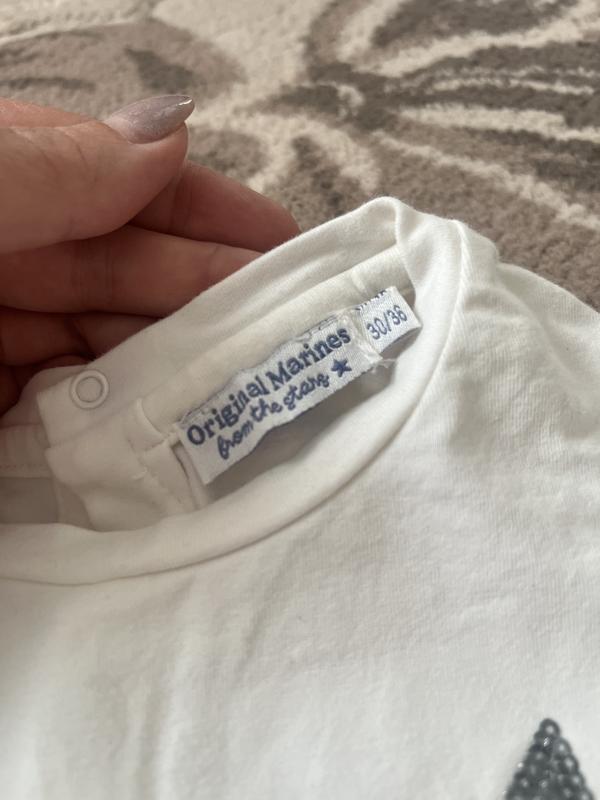 Original Marines
from the stars
30/36